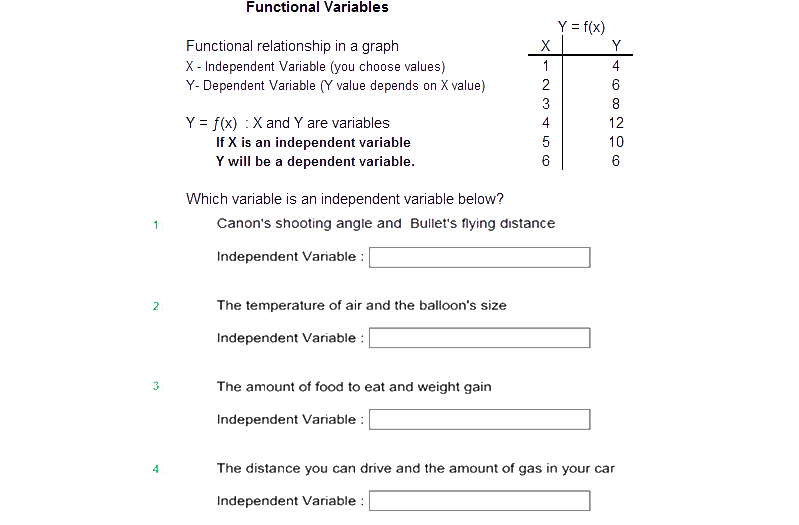 Functional Variables
Y = f(x)
Functional relationship in a graph
X Y
X - Independent Variable (you choose values)
1 4
Y- Dependent Variable (Y value depends on X value)
2 6
3 8
Y = ƒ(x) : X and Y are variables
4 12
If X is an independent variable
5 10
Y will be a dependent variable.
6 6
Which variable is an independent variable below?
1 Canon's shooting angle and Bullet's flying distance
Independent Variable :
2 The temperature of air and the balloon's size
Independent Variable :
3 The amount of food to eat and weight gain
Independent Variable :
4 The distance you can drive and the amount of gas in your car
Independent Variable :